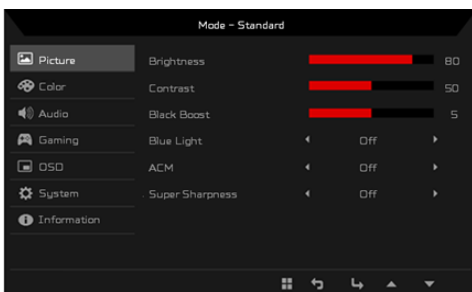 Mode - Standard
Picture
Brightness 80
Color
Contrast 50
Audio
Black Boost 5
Gaming
Blue Light Off
OSD
ACM Off
System
Super Sharpness Off
Information